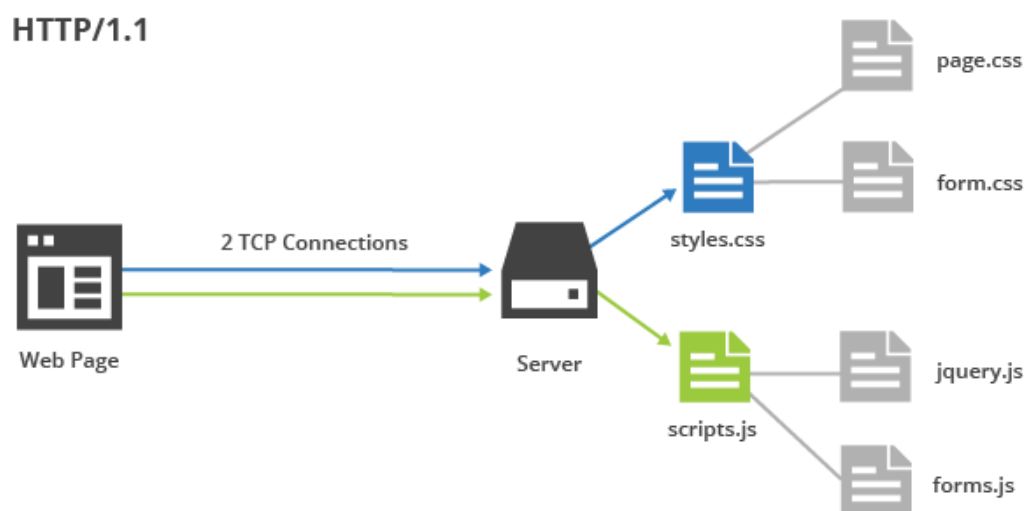 HTTP/1.1
page.css
form.css
styles.css
2 TCP Connections
Web Page
Server
jquery.js
scripts.js
forms.js